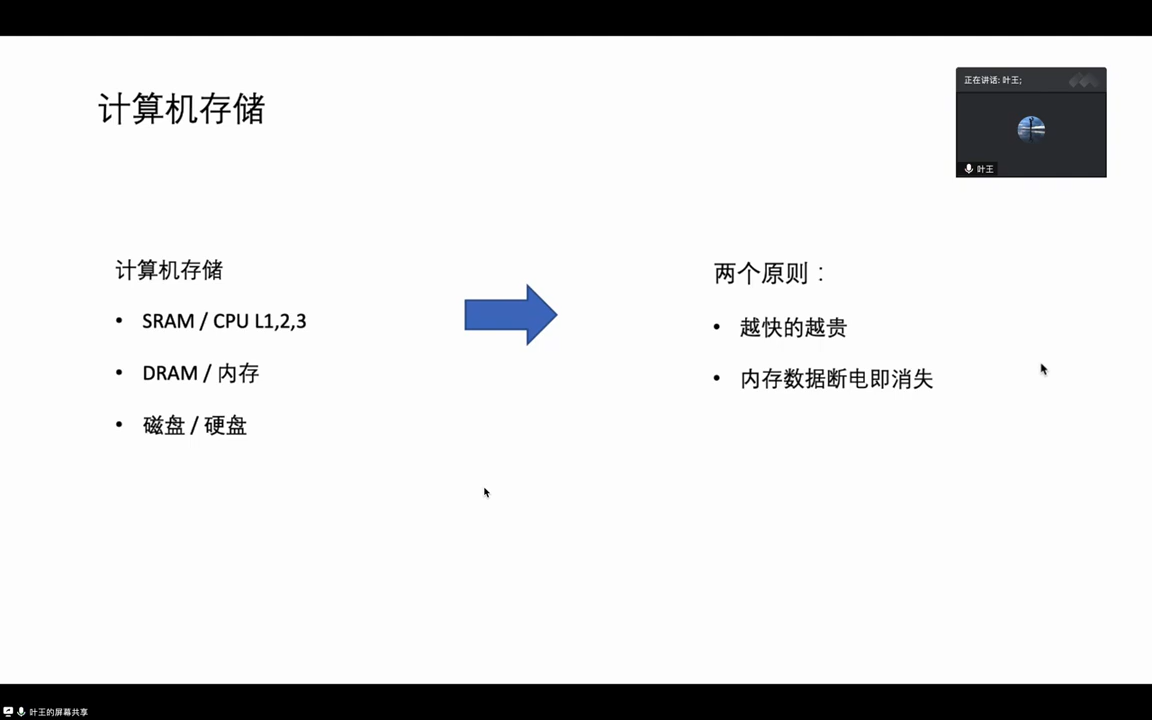 计算机存储
正在讲话: 叶王;
叶王
计算机存储
• SRAM / CPU L1,2,3
• DRAM / 内存
• 磁盘 / 硬盘
两个原则：
• 越快的越贵
• 内存数据断电即消失
叶王的屏幕共享